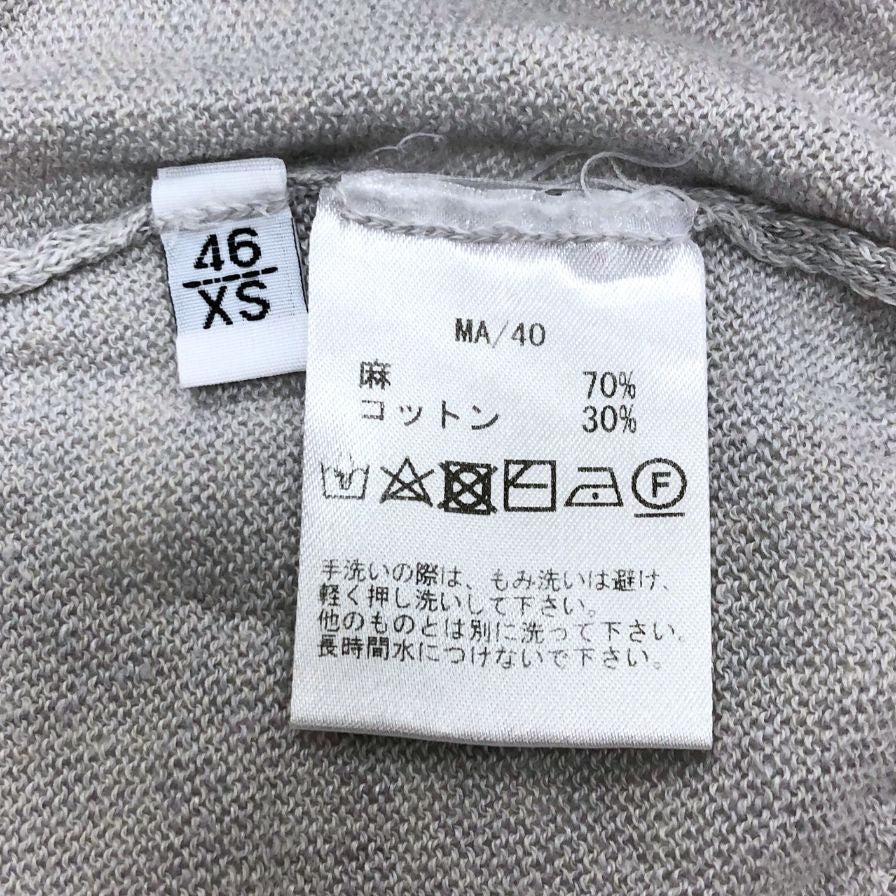 46
XS
MA/40
麻 70%
コットン 30%
F
手洗いの際は、もみ洗いは避け、
軽く押し洗いして下さい。
他のものとは別に洗って下さい。
長時間水につけないで下さい。